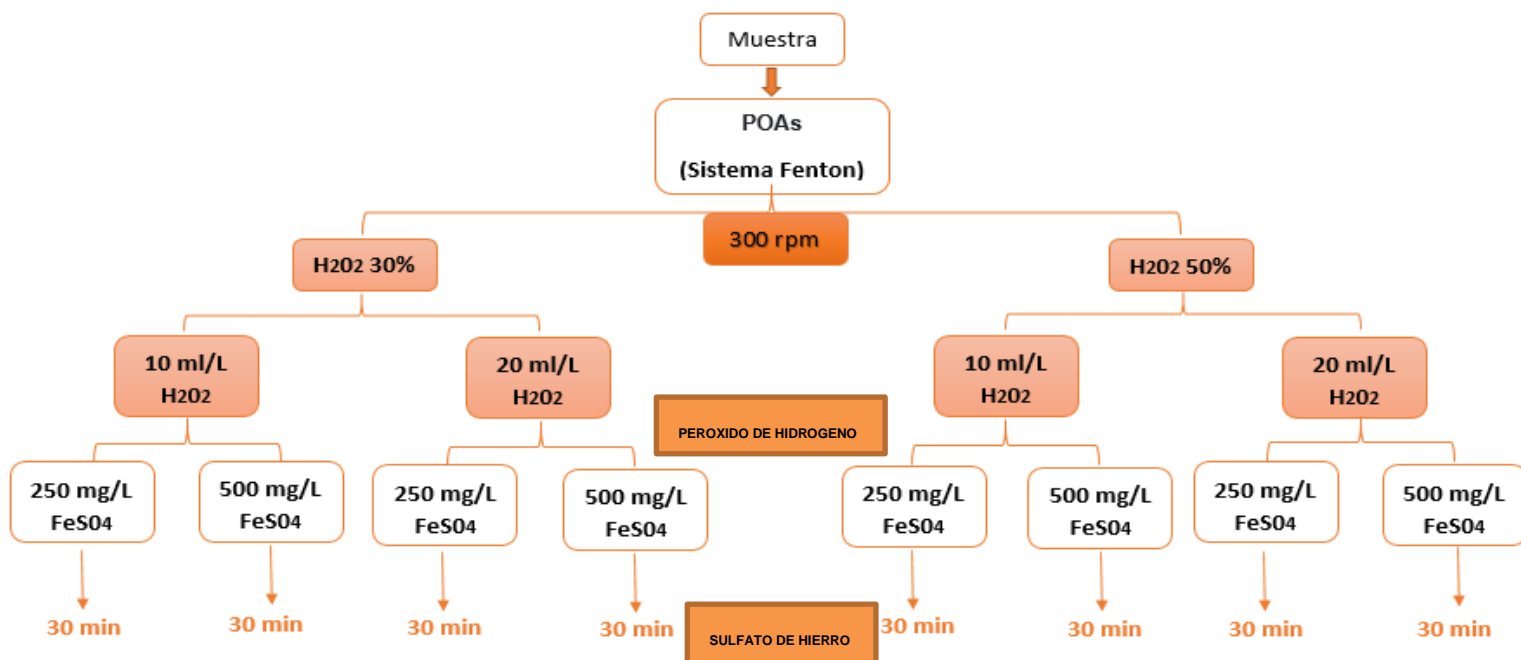 Muestra
POAs
(Sistema Fenton)
300 rpm
H2O2 30%
H2O2 50%
10 ml/L
H2O2
20 ml/L
H2O2
10 ml/L
H2O2
20 ml/L
H2O2
PEROXIDO DE HIDROGENO
250 mg/L
FeSO4
500 mg/L
FeSO4
250 mg/L
FeSO4
500 mg/L
FeSO4
250 mg/L
FeSO4
500 mg/L
FeSO4
250 mg/L
FeSO4
500 mg/L
FeSO4
30 min
30 min
30 min
30 min
30 min
30 min
30 min
30 min
SULFATO DE HIERRO